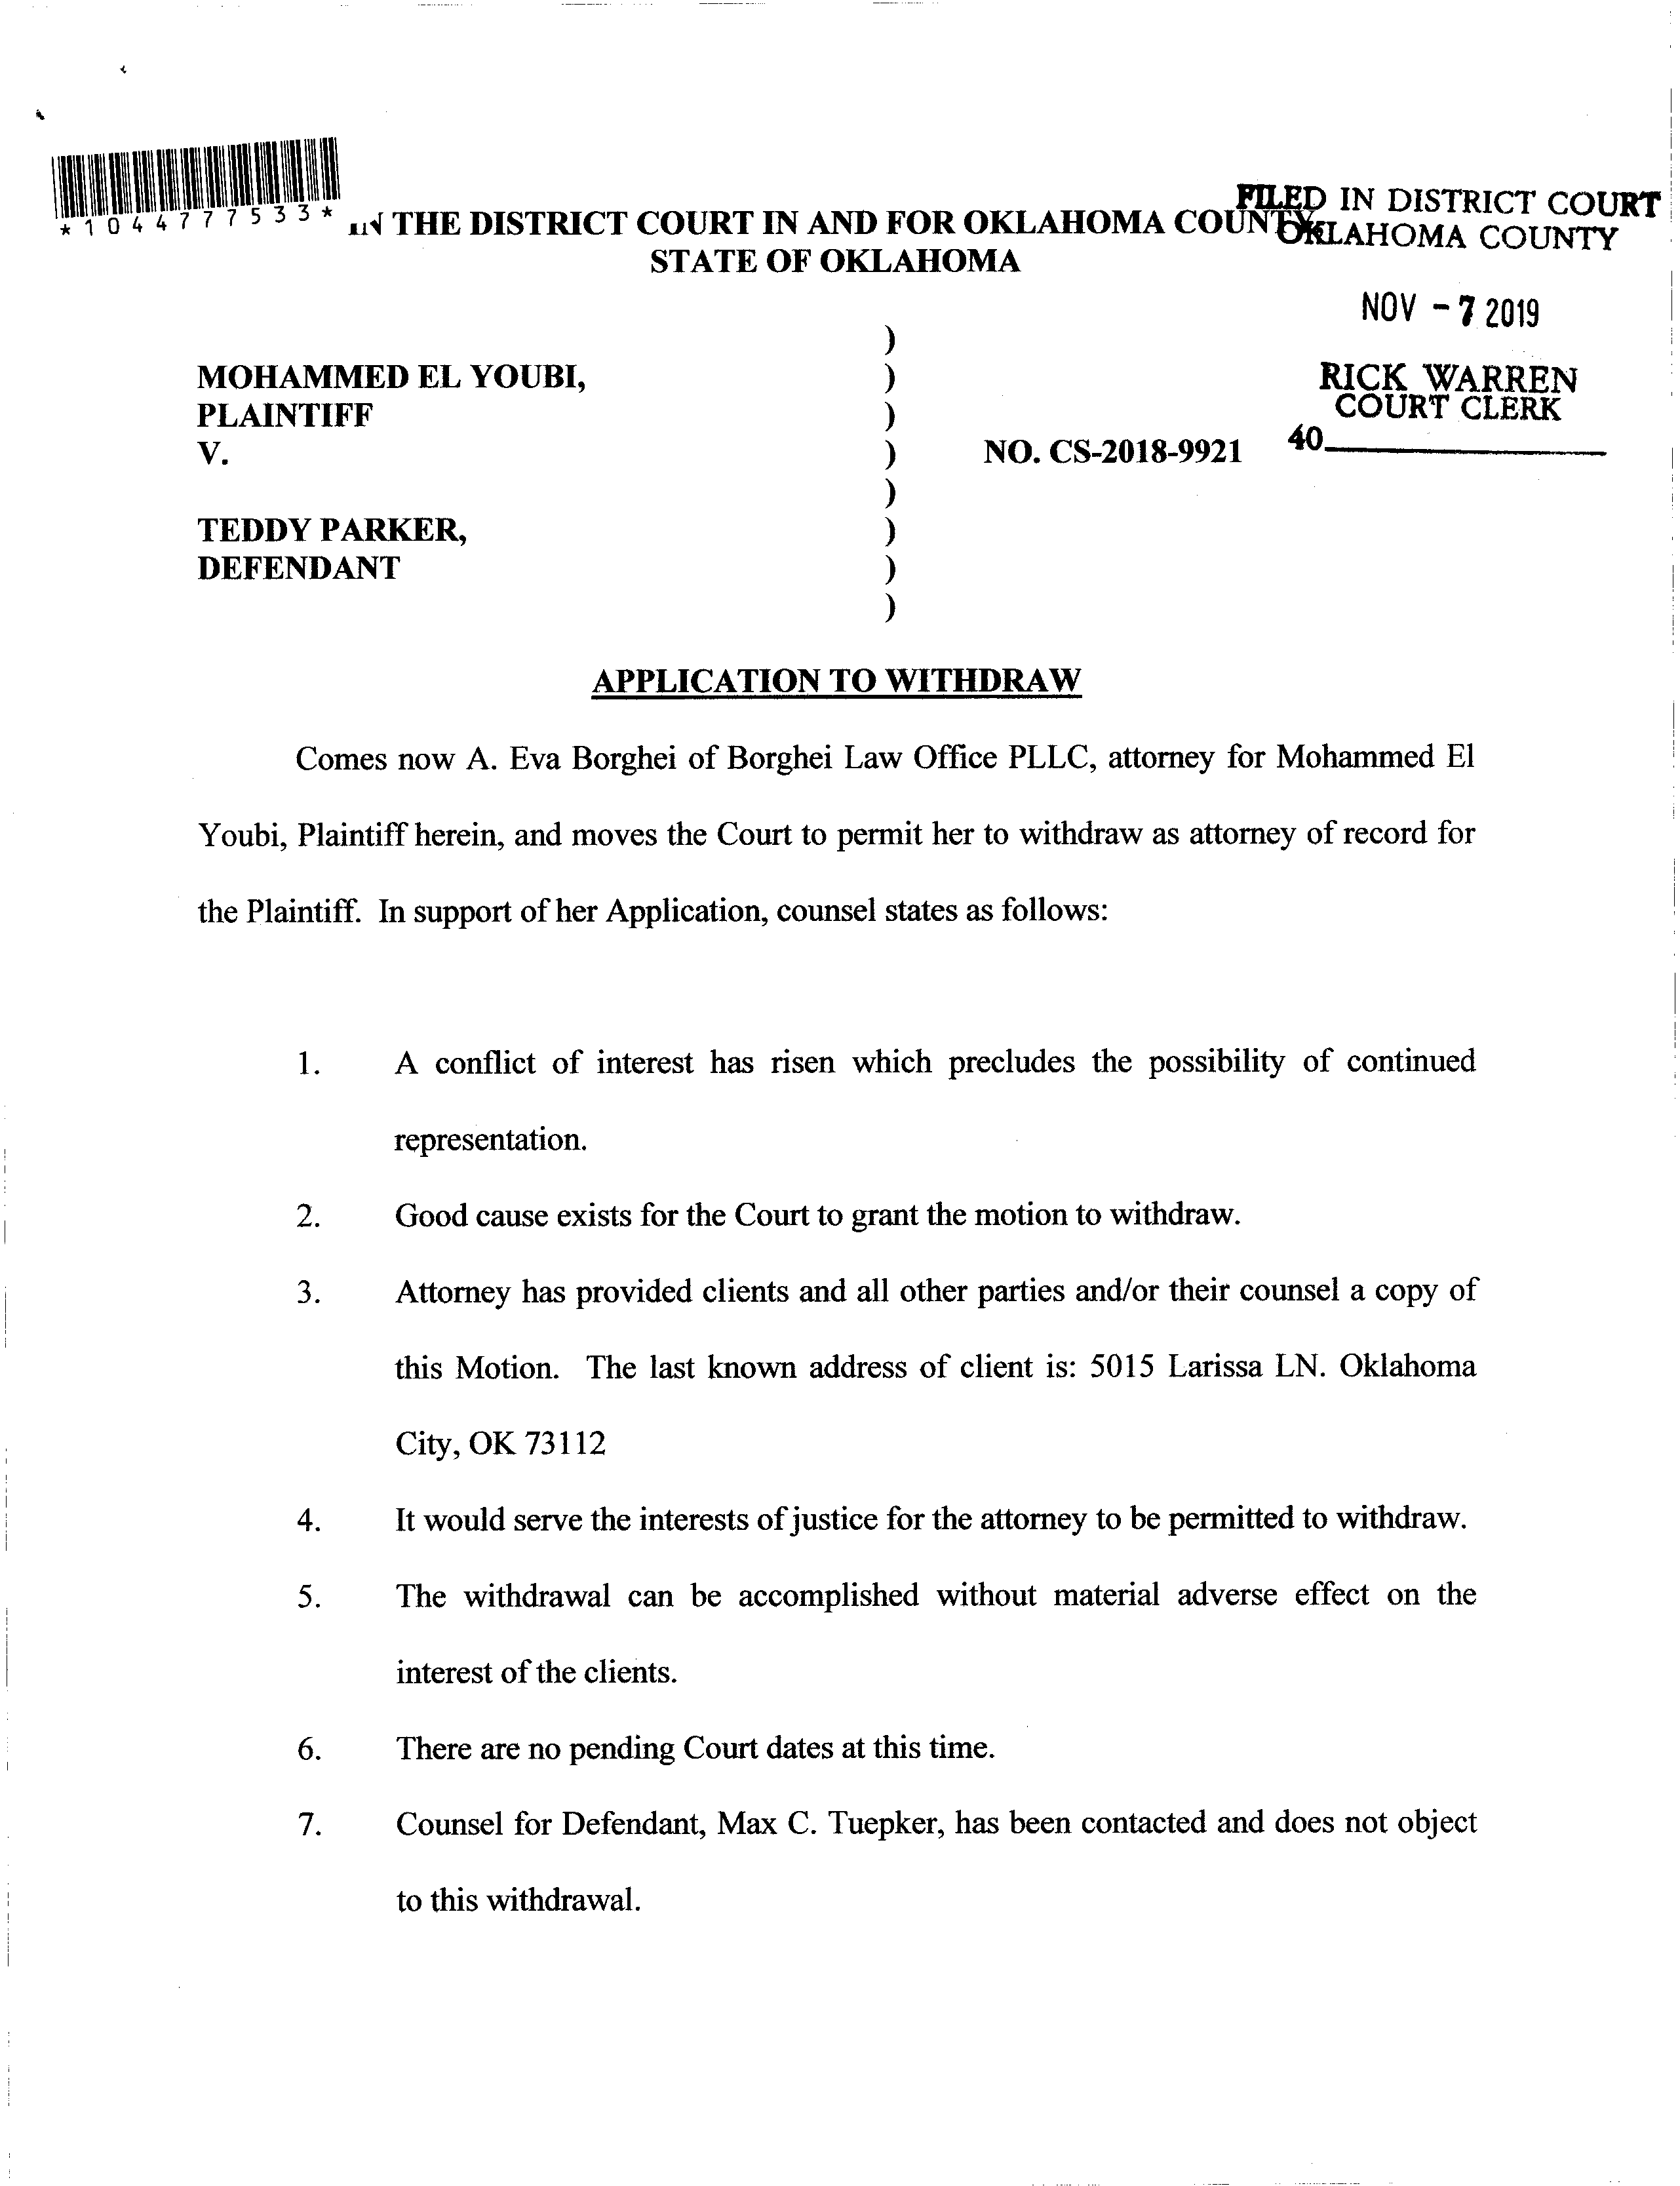 *1044777533*
IN THE DISTRICT COURT IN AND FOR OKLAHOMA COUNTY
STATE OF OKLAHOMA
FILED IN DISTRICT COURT
OKLAHOMA COUNTY
NOV - 7 2019
RICK WARREN
COURT CLERK
40
)
MOHAMMED EL YOUBI, )
PLAINTIFF )
V. ) NO. CS-2018-9921
)
TEDDY PARKER, )
DEFENDANT )
)
APPLICATION TO WITHDRAW
Comes now A. Eva Borghei of Borghei Law Office PLLC, attorney for Mohammed El
Youbi, Plaintiff herein, and moves the Court to permit her to withdraw as attorney of record for
the Plaintiff. In support of her Application, counsel states as follows:
1. A conflict of interest has risen which precludes the possibility of continued
representation.
2. Good cause exists for the Court to grant the motion to withdraw.
3. Attorney has provided clients and all other parties and/or their counsel a copy of
this Motion. The last known address of client is: 5015 Larissa LN. Oklahoma
City, OK 73112
4. It would serve the interests of justice for the attorney to be permitted to withdraw.
5. The withdrawal can be accomplished without material adverse effect on the
interest of the clients.
6. There are no pending Court dates at this time.
7. Counsel for Defendant, Max C. Tuepker, has been contacted and does not object
to this withdrawal.